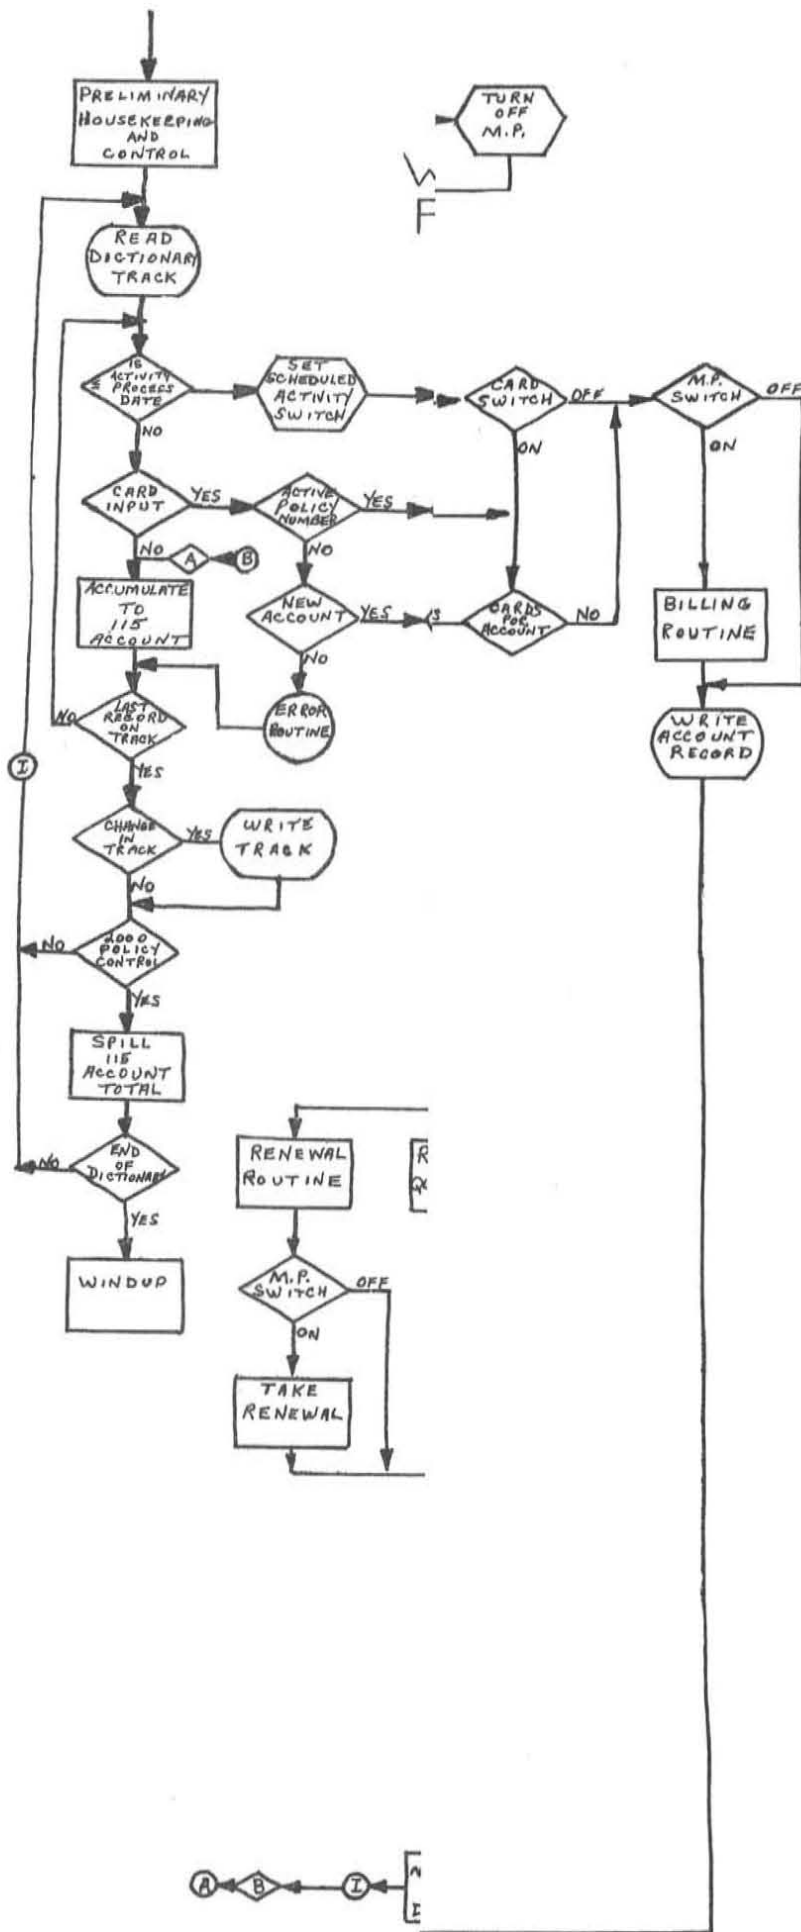 PRELIMINARY
HOUSEKEEPING
AND
CONTROL
TURN
OFF
M.P.
READ
DICTIONARY
TRACK
IS
ACTIVITY
≤ PROCESS
DATE
NO
SET
SCHEDULED
ACTIVITY
SWITCH
CARD
SWITCH
OFF
ON
M.P.
SWITCH
OFF
ON
CARD
INPUT
YES
NO
ACTIVE
POLICY
NUMBER
YES
NO
A
B
ACCUMULATE
TO
115
ACCOUNT
NEW
ACCOUNT
YES
NO
CARDS
FOR
ACCOUNT
NO
BILLING
ROUTINE
LAST
RECORD
ON
TRACK
NO
YES
ERROR
ROUTINE
WRITE
ACCOUNT
RECORD
I
CHANGE
IN
TRACK
YES
NO
WRITE
TRACK
2000
POLICY
CONTROL
NO
YES
SPILL
115
ACCOUNT
TOTAL
END
OF
DICTIONARY
NO
YES
WINDUP
RENEWAL
ROUTINE
M.P.
SWITCH
OFF
ON
TAKE
RENEWAL
A
B
I